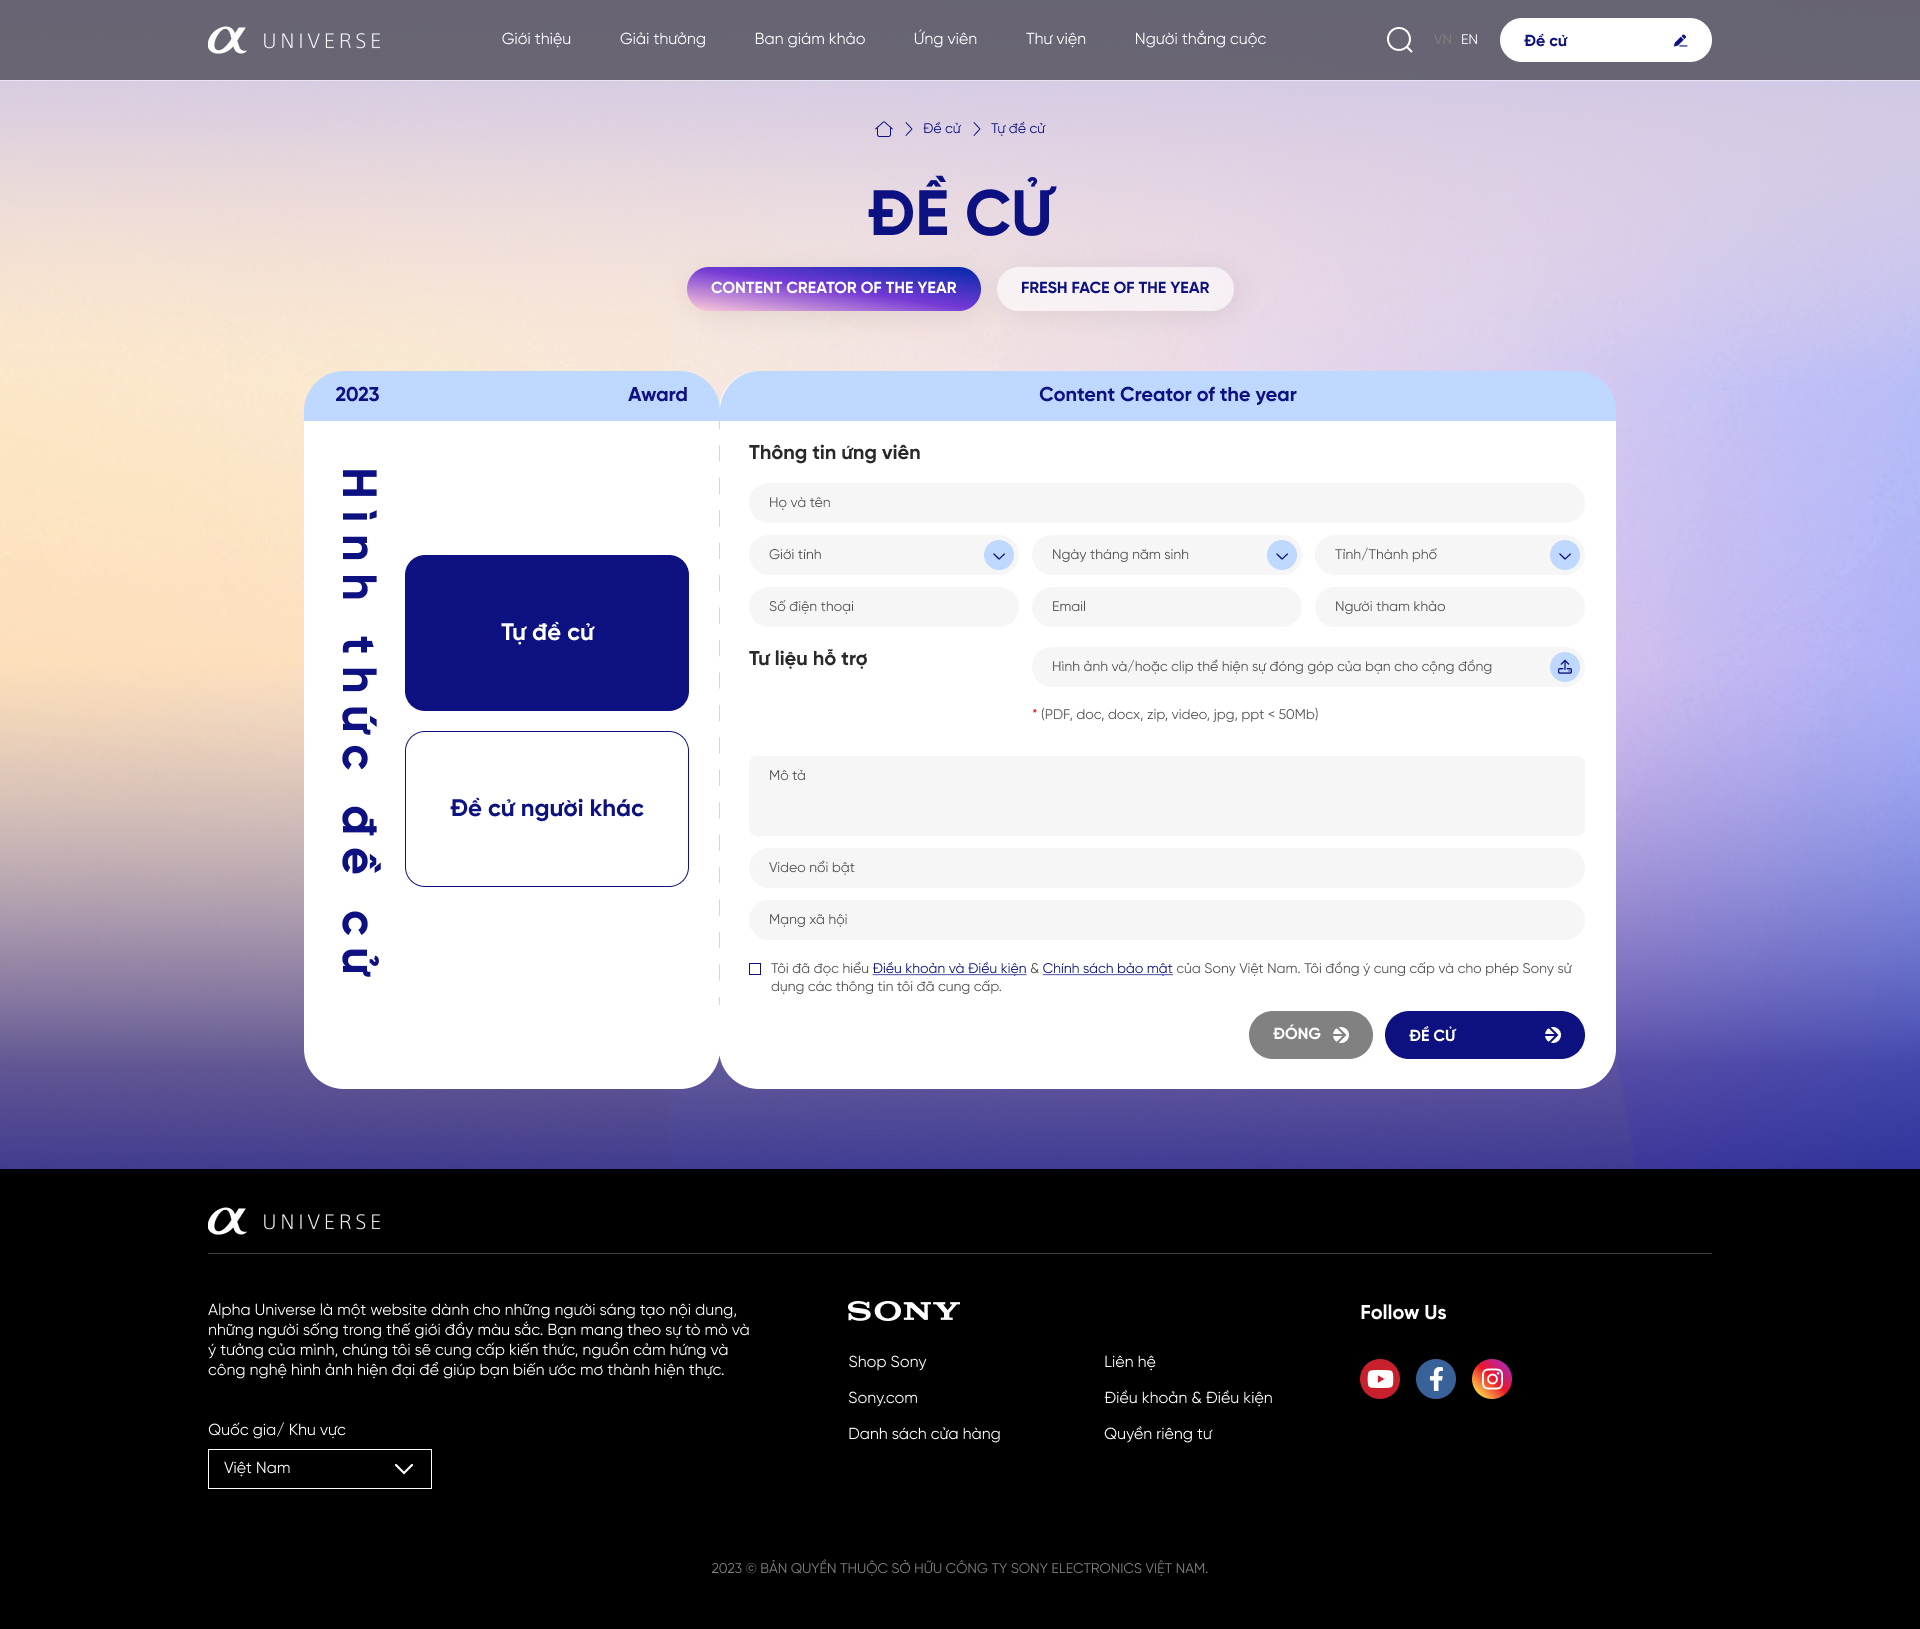 α UNIVERSE
Giới thiệu
Giải thưởng
Ban giám khảo
Ứng viên
Thư viện
Người thắng cuộc
VN EN
Đề cử
Đề cử
Tự đề cử
ĐỀ CỬ
CONTENT CREATOR OF THE YEAR
FRESH FACE OF THE YEAR
2023
Award
Hình thức đề cử
Tự đề cử
Đề cử người khác
Content Creator of the year
Thông tin ứng viên
Họ và tên
Giới tính
Ngày tháng năm sinh
Tỉnh/Thành phố
Số điện thoại
Email
Người tham khảo
Tư liệu hỗ trợ
Hình ảnh và/hoặc clip thể hiện sự đóng góp của bạn cho cộng đồng
* (PDF, doc, docx, zip, video, jpg, ppt < 50Mb)
Mô tả
Video nổi bật
Mạng xã hội
Tôi đã đọc hiểu Điều khoản và Điều kiện & Chính sách bảo mật của Sony Việt Nam. Tôi đồng ý cung cấp và cho phép Sony sử
dụng các thông tin tôi đã cung cấp.
ĐÓNG
ĐỀ CỬ
α UNIVERSE
Alpha Universe là một website dành cho những người sáng tạo nội dung,
những người sống trong thế giới đầy màu sắc. Bạn mang theo sự tò mò và
ý tưởng của mình, chúng tôi sẽ cung cấp kiến thức, nguồn cảm hứng và
công nghệ hình ảnh hiện đại để giúp bạn biến ước mơ thành hiện thực.
Quốc gia/ Khu vực
Việt Nam
SONY
Shop Sony
Sony.com
Danh sách cửa hàng
Liên hệ
Điều khoản & Điều kiện
Quyền riêng tư
Follow Us
2023 © BẢN QUYỀN THUỘC SỞ HỮU CÔNG TY SONY ELECTRONICS VIỆT NAM.